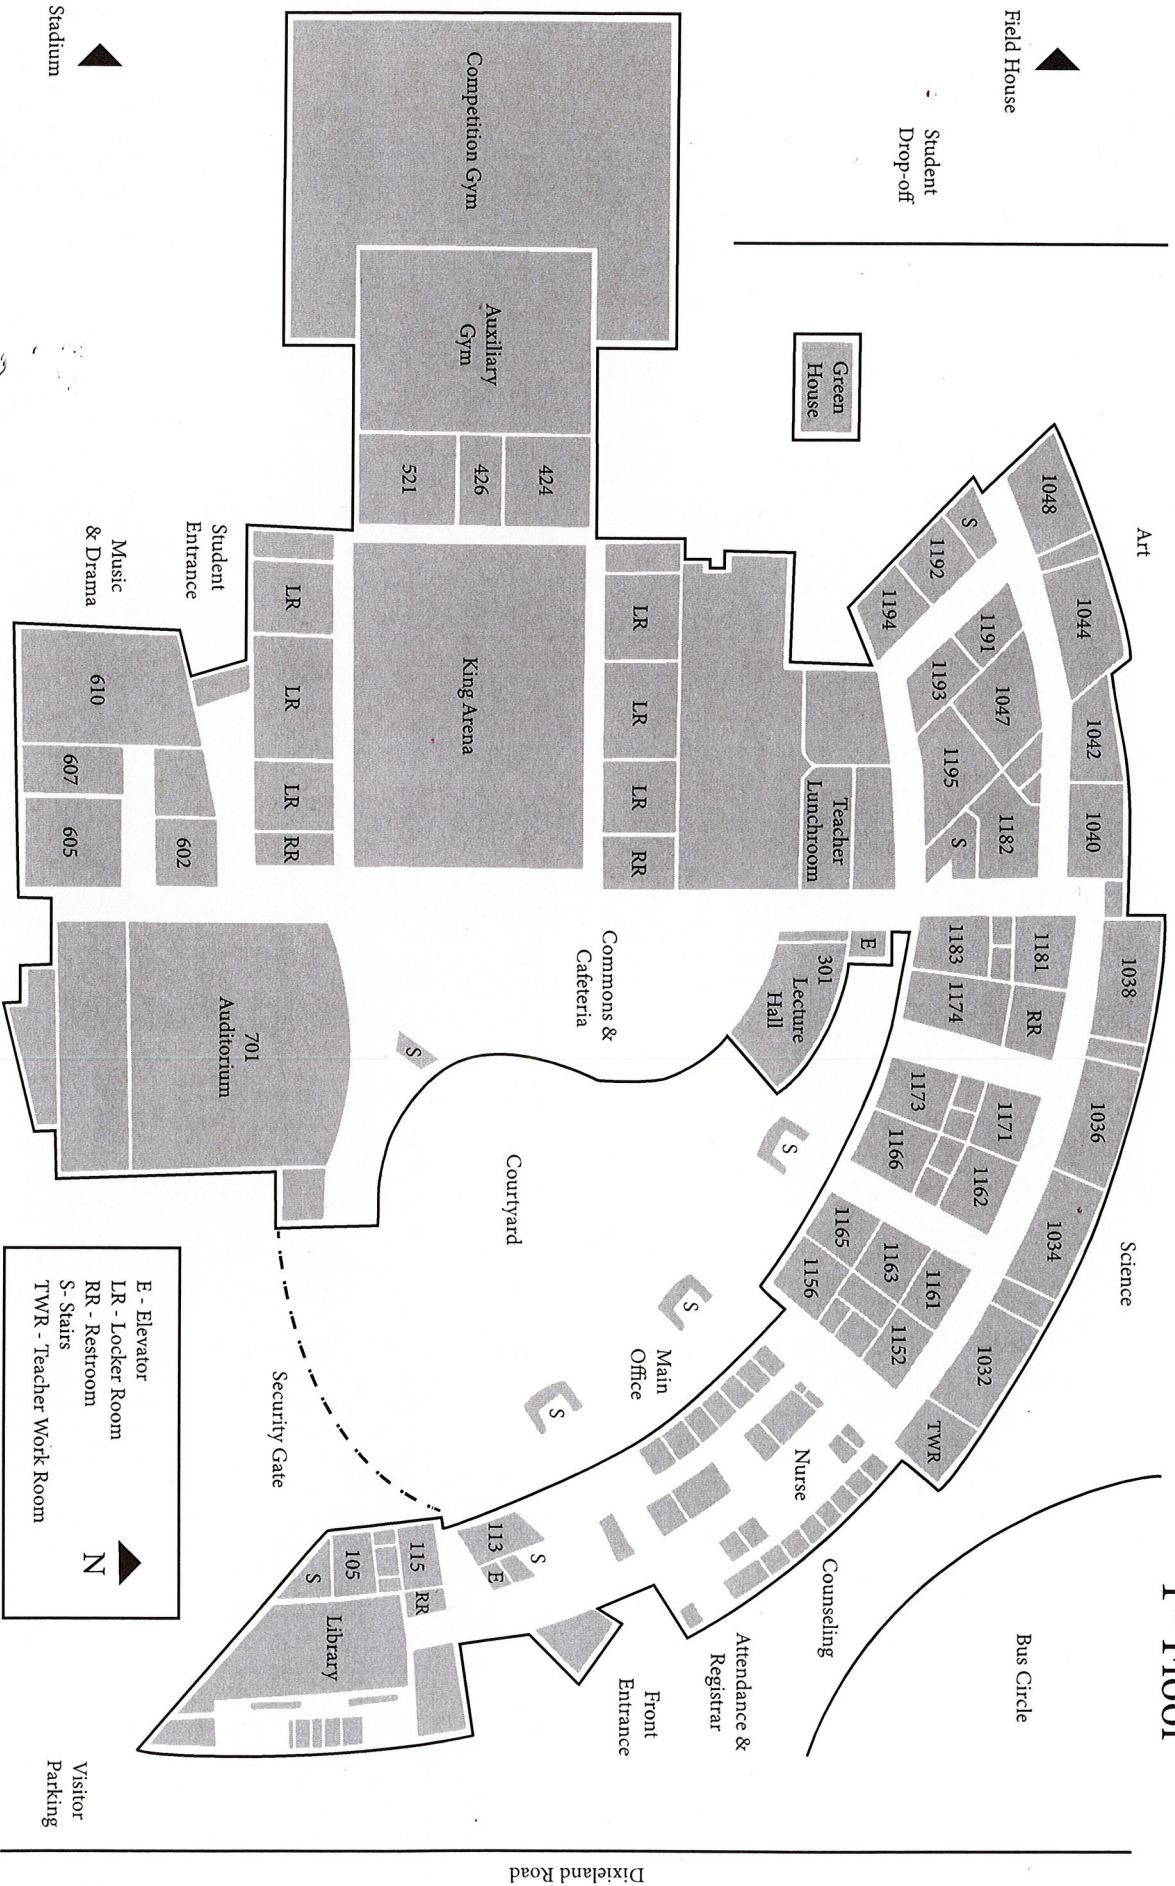 1 Floor
Field House
Student
Drop-off
Stadium
Green
House
Art
1048
1044
1042
1040
1038
1036
1034
1032
TWR
Science
Bus Circle
S
1192
1194
1191
1193
1047
1195
1182
S
1181
1183
RR
1174
1171
1173
1162
1166
1161
1163
1165
1152
1156
Competition Gym
Auxiliary
Gym
424
426
521
LR
LR
LR
RR
King Arena
LR
LR
LR
RR
Teacher
Lunchroom
E
301
Lecture
Hall
Commons &
Cafeteria
S
S
S
S
Courtyard
Main
Office
Nurse
Counseling
Attendance &
Registrar
Front
Entrance
Student
Entrance
Music
& Drama
610
607
605
602
701
Auditorium
Security Gate
113
S
E
115
RR
105
S
Library
Visitor
Parking
Dixieland Road
E - Elevator
LR - Locker Room
RR - Restroom
S- Stairs
TWR - Teacher Work Room
N